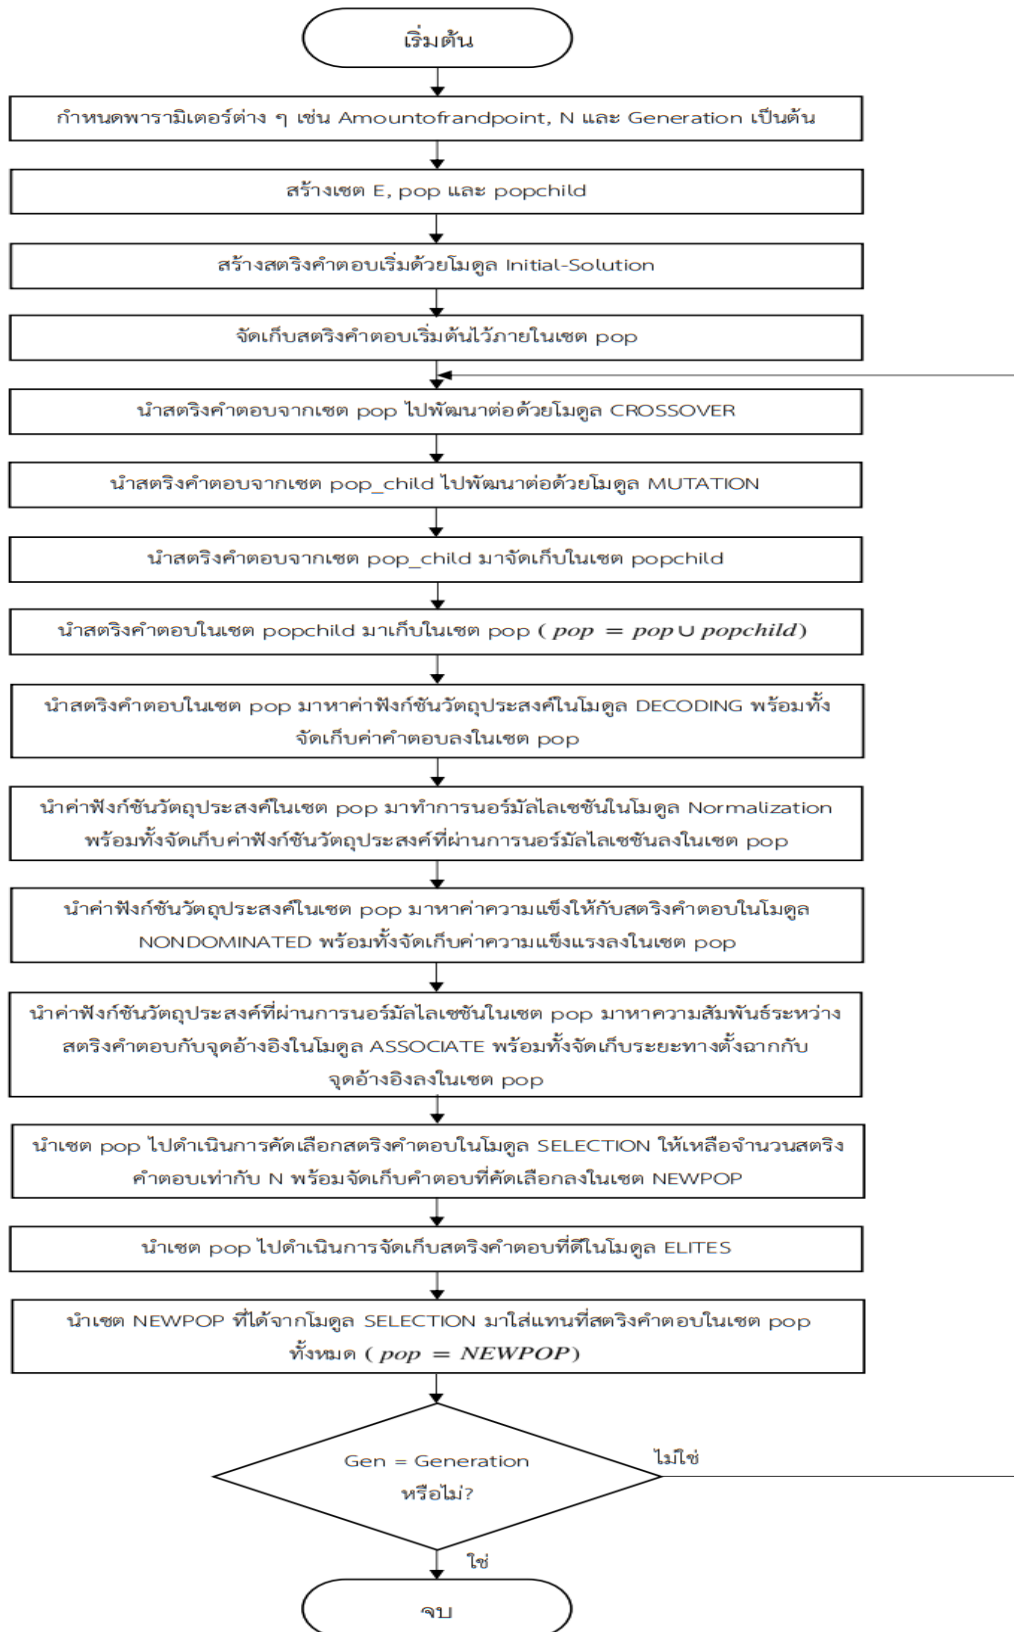 เริ่มต้น
กำหนดพารามิเตอร์ต่าง ๆ เช่น Amountofrandpoint, N และ Generation เป็นต้น
สร้างเซต E, pop และ popchild
สร้างสตริงคำตอบเริ่มด้วยโมดูล Initial-Solution
จัดเก็บสตริงคำตอบเริ่มต้นไว้ภายในเซต pop
นำสตริงคำตอบจากเซต pop ไปพัฒนาต่อด้วยโมดูล CROSSOVER
นำสตริงคำตอบจากเซต pop_child ไปพัฒนาต่อด้วยโมดูล MUTATION
นำสตริงคำตอบจากเซต pop_child มาจัดเก็บในเซต popchild
นำสตริงคำตอบในเซต popchild มาเก็บในเซต pop ( pop = pop ∪ popchild)
นำสตริงคำตอบในเซต pop มาหาค่าฟังก์ชันวัตถุประสงค์ในโมดูล DECODING พร้อมทั้ง
จัดเก็บค่าคำตอบลงในเซต pop
นำค่าฟังก์ชันวัตถุประสงค์ในเซต pop มาทำการนอร์มัลไลเซชันในโมดูล Normalization
พร้อมทั้งจัดเก็บค่าฟังก์ชันวัตถุประสงค์ที่ผ่านการนอร์มัลไลเซชันลงในเซต pop
นำค่าฟังก์ชันวัตถุประสงค์ในเซต pop มาหาค่าความแข็งให้กับสตริงคำตอบในโมดูล
NONDOMINATED พร้อมทั้งจัดเก็บค่าความแข็งแรงลงในเซต pop
นำค่าฟังก์ชันวัตถุประสงค์ที่ผ่านการนอร์มัลไลเซชันในเซต pop มาหาความสัมพันธ์ระหว่าง
สตริงคำตอบกับจุดอ้างอิงในโมดูล ASSOCIATE พร้อมทั้งจัดเก็บระยะทางตั้งฉากกับ
จุดอ้างอิงลงในเซต pop
นำเซต pop ไปดำเนินการคัดเลือกสตริงคำตอบในโมดูล SELECTION ให้เหลือจำนวนสตริง
คำตอบเท่ากับ N พร้อมจัดเก็บคำตอบที่คัดเลือกลงในเซต NEWPOP
นำเซต pop ไปดำเนินการจัดเก็บสตริงคำตอบที่ดีในโมดูล ELITES
นำเซต NEWPOP ที่ได้จากโมดูล SELECTION มาใส่แทนที่สตริงคำตอบในเซต pop
ทั้งหมด ( pop = NEWPOP)
Gen = Generation
หรือไม่?
ไม่ใช่
ใช่
จบ